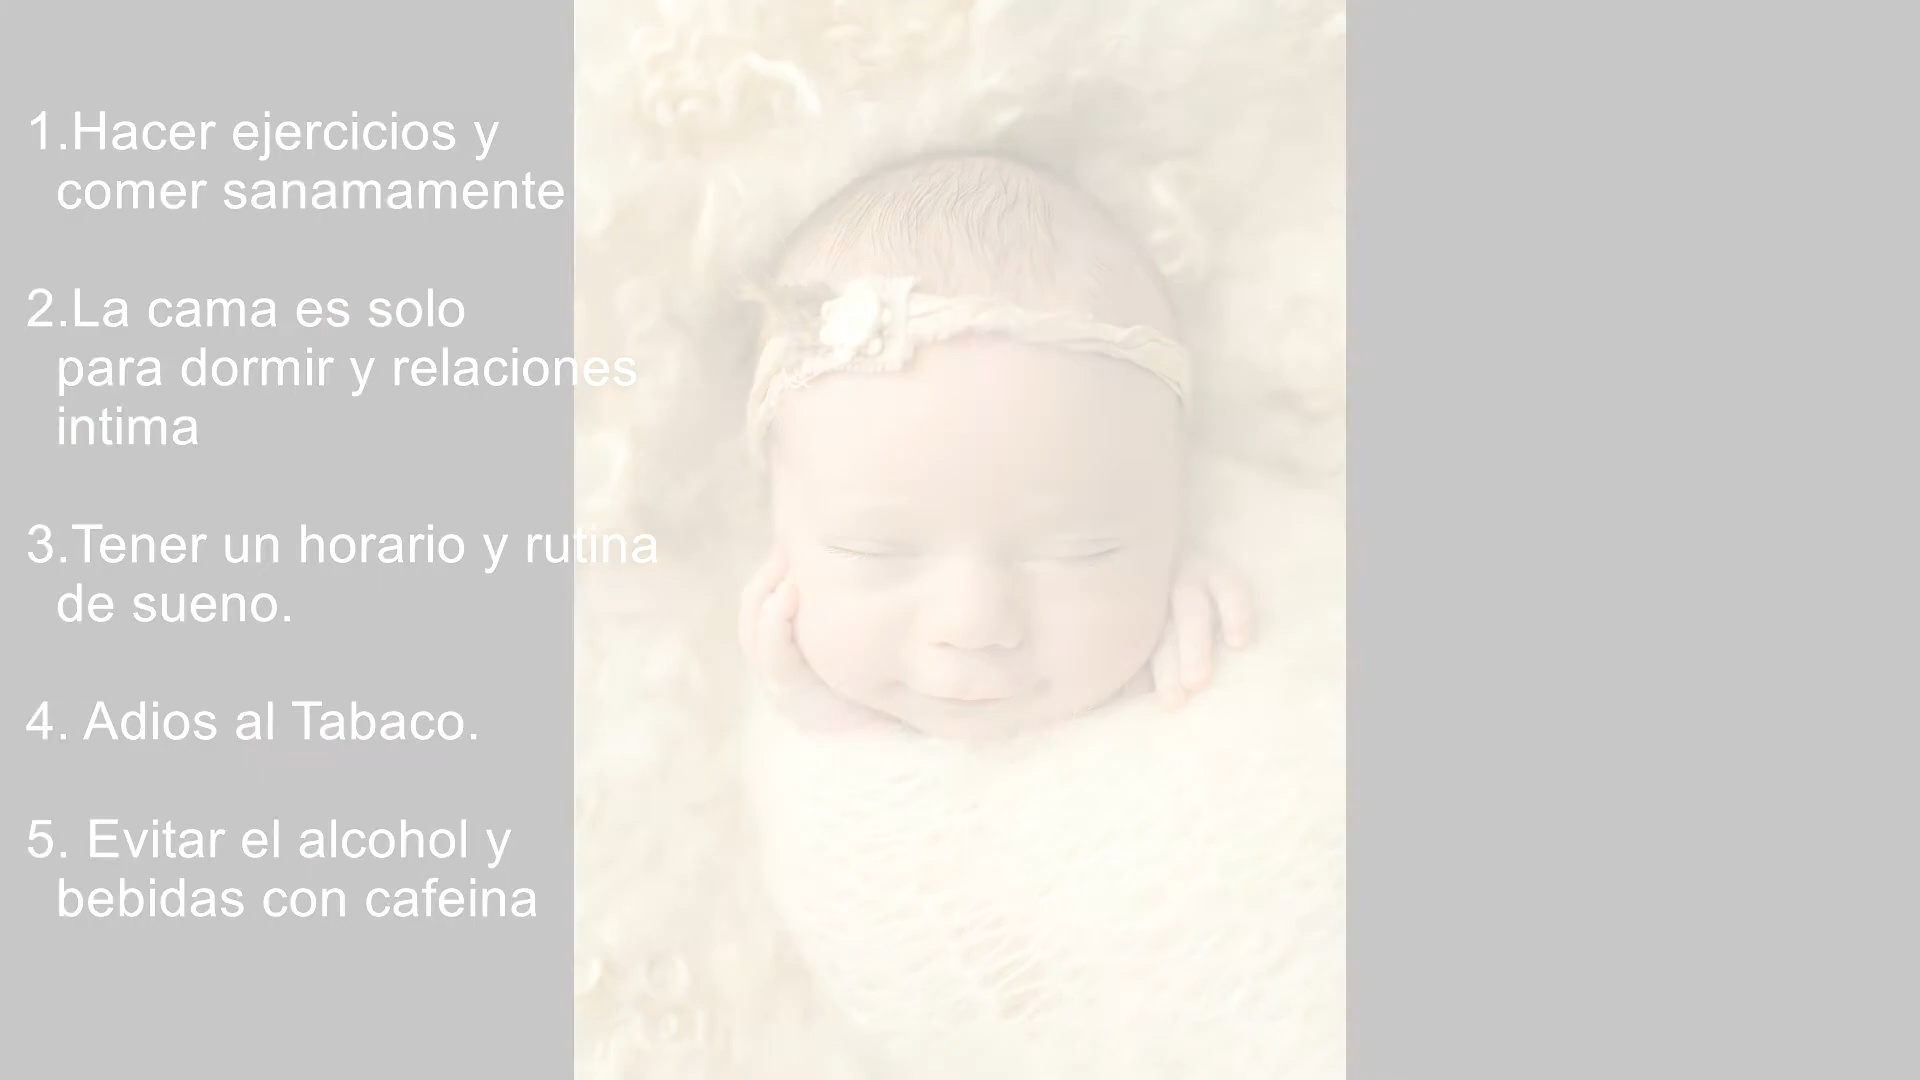 1.Hacer ejercicios y
comer sanamamente
2.La cama es solo
para dormir y relaciones
intima
3.Tener un horario y rutina
de sueno.
4. Adios al Tabaco.
5. Evitar el alcohol y
bebidas con cafeina